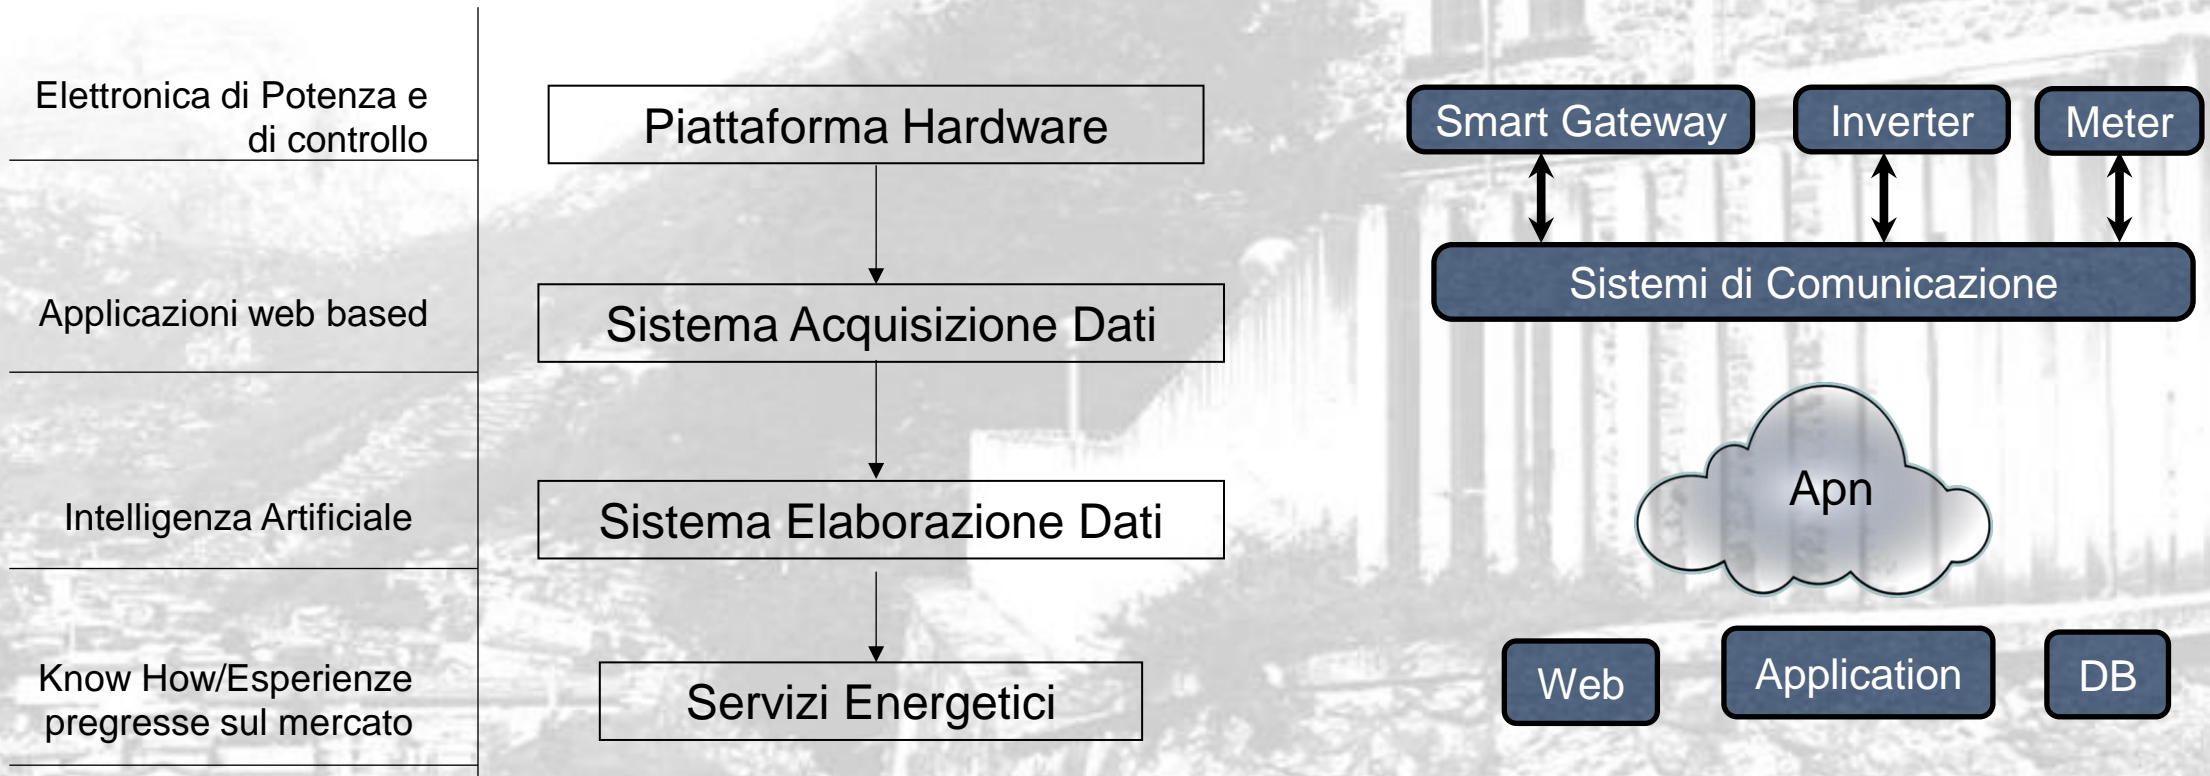 Elettronica di Potenza e
di controllo
Piattaforma Hardware
Smart Gateway
Inverter
Meter
Applicazioni web based
Sistema Acquisizione Dati
Sistemi di Comunicazione
Intelligenza Artificiale
Sistema Elaborazione Dati
Apn
Know How/Esperienze
pregresse sul mercato
Servizi Energetici
Web
Application
DB